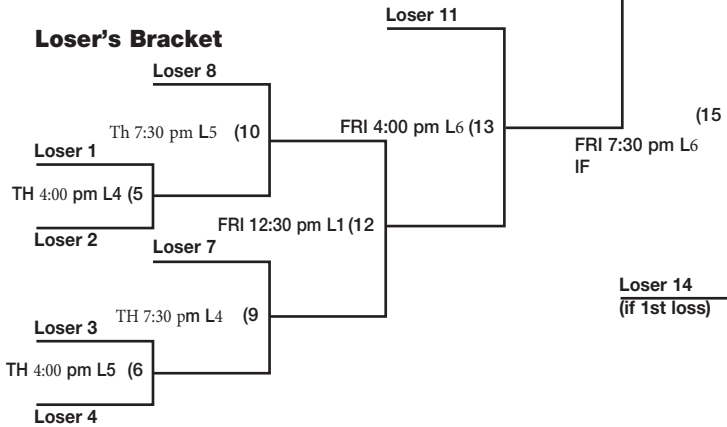 Loser 11
Loser's Bracket
Loser 8
Th 7:30 pm L5 (10
FRI 4:00 pm L6 (13
(15
FRI 7:30 pm L6
IF
Loser 1
TH 4:00 pm L4 (5
Loser 2
FRI 12:30 pm L1 (12
Loser 7
Loser 14
(if 1st loss)
TH 7:30 pm L4 (9
Loser 3
TH 4:00 pm L5 (6
Loser 4